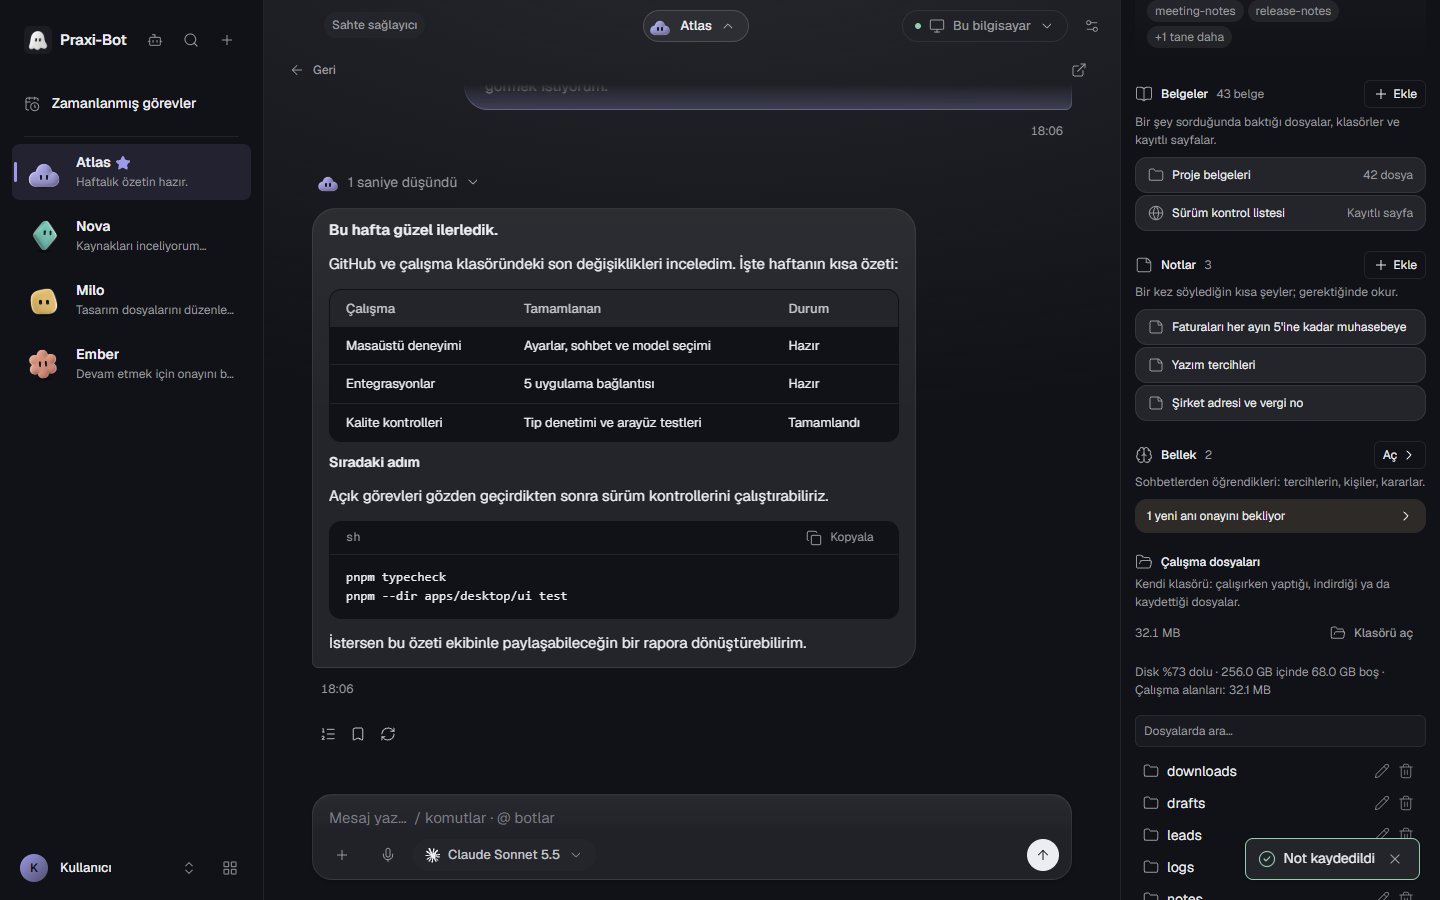 Praxi-Bot
Zamanlanmış görevler
Atlas
Haftalık özetin hazır.
Nova
Kaynakları inceliyorum...
Milo
Tasarım dosyalarını düzenle...
Ember
Devam etmek için onayını b...
K
Kullanıcı
Sahte sağlayıcı
Atlas
Bu bilgisayar
Geri
görmek istiyorum.
18:06
1 saniye düşündü
Bu hafta güzel ilerledik.
GitHub ve çalışma klasöründeki son değişiklikleri inceledim. İşte haftanın kısa özeti:
Çalışma Tamamlanan Durum
Masaüstü deneyimi Ayarlar, sohbet ve model seçimi Hazır
Entegrasyonlar 5 uygulama bağlantısı Hazır
Kalite kontrolleri Tip denetimi ve arayüz testleri Tamamlandı
Sıradaki adım
Açık görevleri gözden geçirdikten sonra sürüm kontrollerini çalıştırabiliriz.
sh Kopyala
pnpm typecheck
pnpm --dir apps/desktop/ui test
İstersen bu özeti ekibinle paylaşabileceğin bir rapora dönüştürebilirim.
18:06
Mesaj yaz... / komutlar · @ botlar
Claude Sonnet 5.5
meeting-notes release-notes
+1 tane daha
Belgeler 43 belge Ekle
Bir şey sorduğunda baktığı dosyalar, klasörler ve
kayıtlı sayfalar.
Proje belgeleri 42 dosya
Sürüm kontrol listesi Kayıtlı sayfa
Notlar 3 Ekle
Bir kez söylediğin kısa şeyler; gerektiğinde okur.
Faturaları her ayın 5'ine kadar muhasebeye
Yazım tercihleri
Şirket adresi ve vergi no
Bellek 2 Aç
Sohbetlerden öğrendikleri: tercihlerin, kişiler, kararlar.
1 yeni anı onayını bekliyor
Çalışma dosyaları
Kendi klasörü: çalışırken yaptığı, indirdiği ya da
kaydettiği dosyalar.
32.1 MB Klasörü aç
Disk %73 dolu · 256.0 GB içinde 68.0 GB boş ·
Çalışma alanları: 32.1 MB
Dosyalarda ara...
downloads
drafts
leads
logs
notes
Not kaydedildi